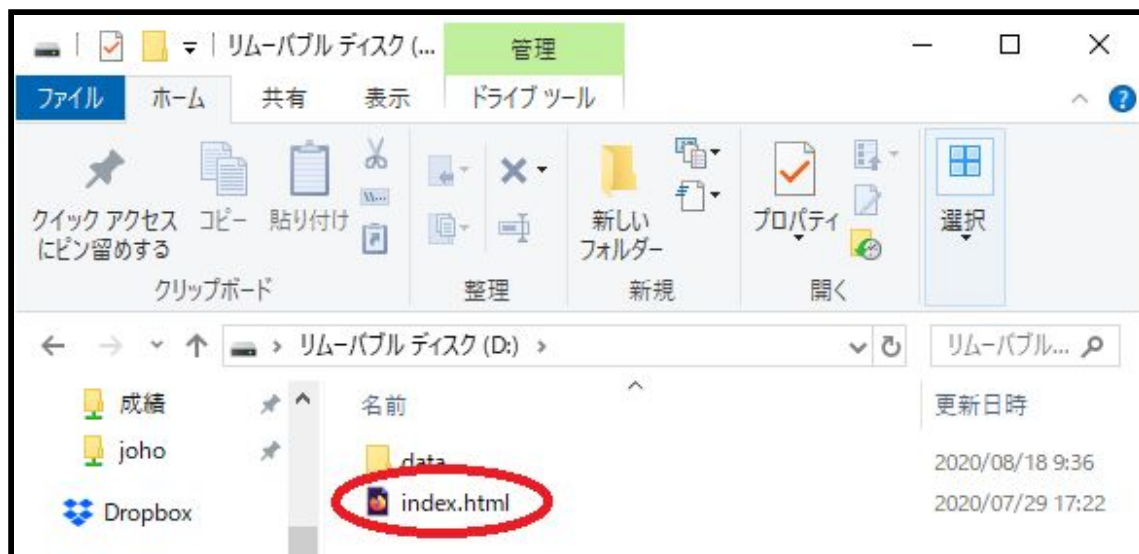 リムーバブル ディスク (...
管理
ファイル ホーム 共有 表示 ドライブ ツール
クイック アクセス
にピン留めする
コピー
貼り付け
新しい
フォルダー
プロパティ
選択
クリップボード
整理
新規
開く
リムーバブル ディスク (D:)
リムーバブル...
成績
joho
Dropbox
名前
更新日時
data
2020/08/18 9:36
index.html
2020/07/29 17:22